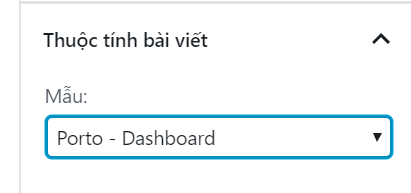 Thuộc tính bài viết
Mẫu:
Porto - Dashboard